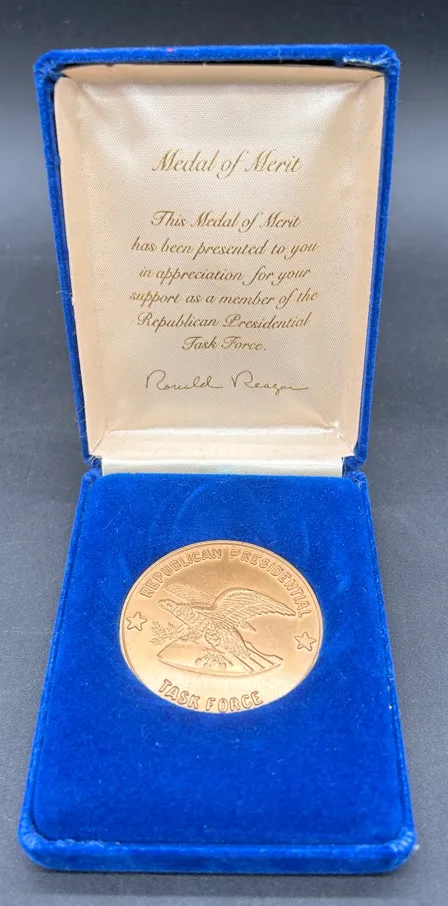 Medal of Merit
This Medal of Merit
has been presented to you
in appreciation for your
support as a member of the
Republican Presidential
Task Force.
Ronald Reagan
REPUBLICAN PRESIDENTIAL
TASK FORCE